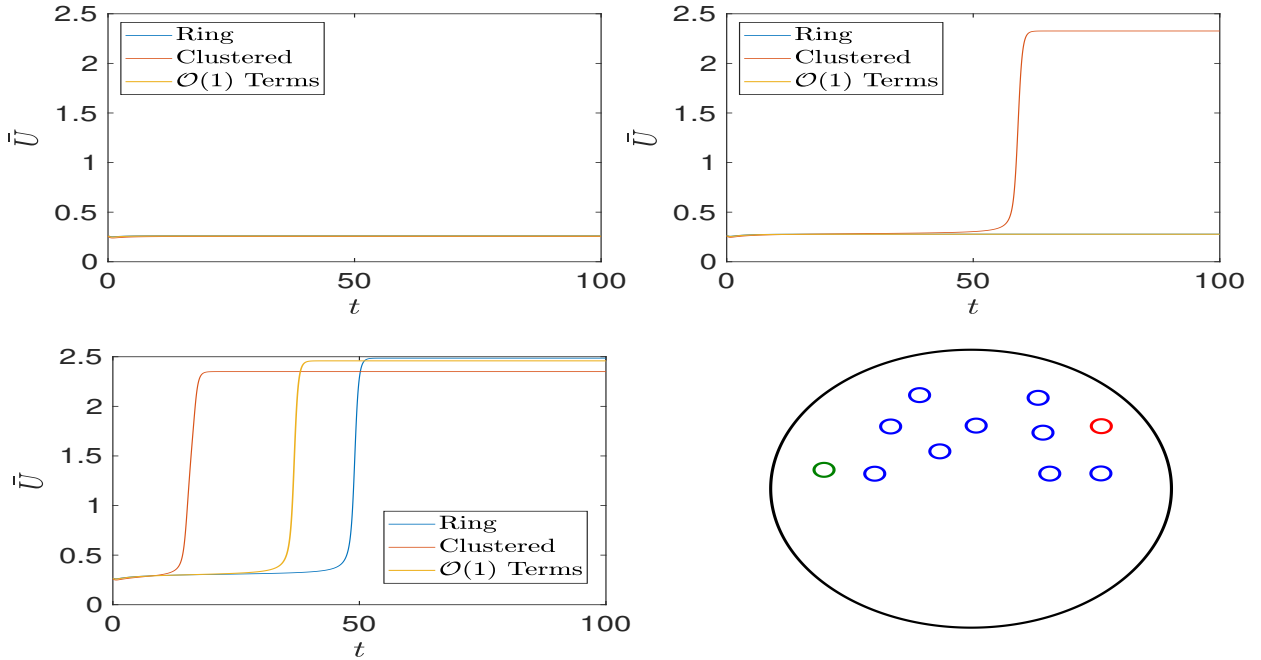 2.5
2
1.5
1
0.5
0
Ū
Ring
Clustered
𝒪(1) Terms
0 50 100
t
2.5
2
1.5
1
0.5
0
Ū
Ring
Clustered
𝒪(1) Terms
0 50 100
t
2.5
2
1.5
1
0.5
0
Ū
Ring
Clustered
𝒪(1) Terms
0 50 100
t